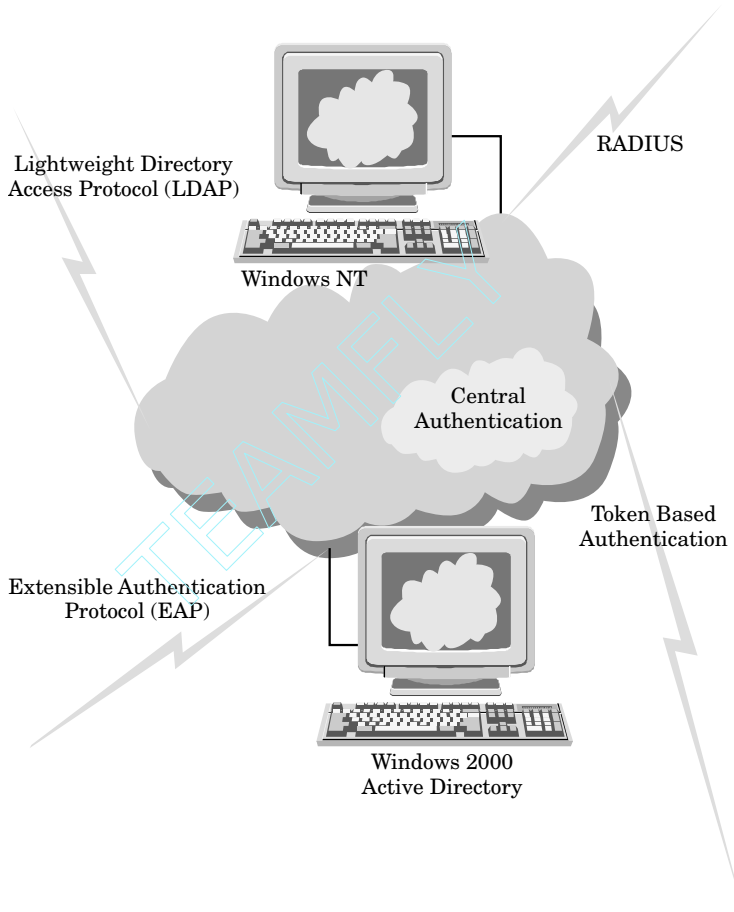 RADIUS
Lightweight Directory
Access Protocol (LDAP)
Windows NT
Central
Authentication
TEAMFLY
Token Based
Authentication
Extensible Authentication
Protocol (EAP)
Windows 2000
Active Directory